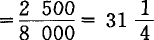 = 2 500 / 8 000 = 31 1/4